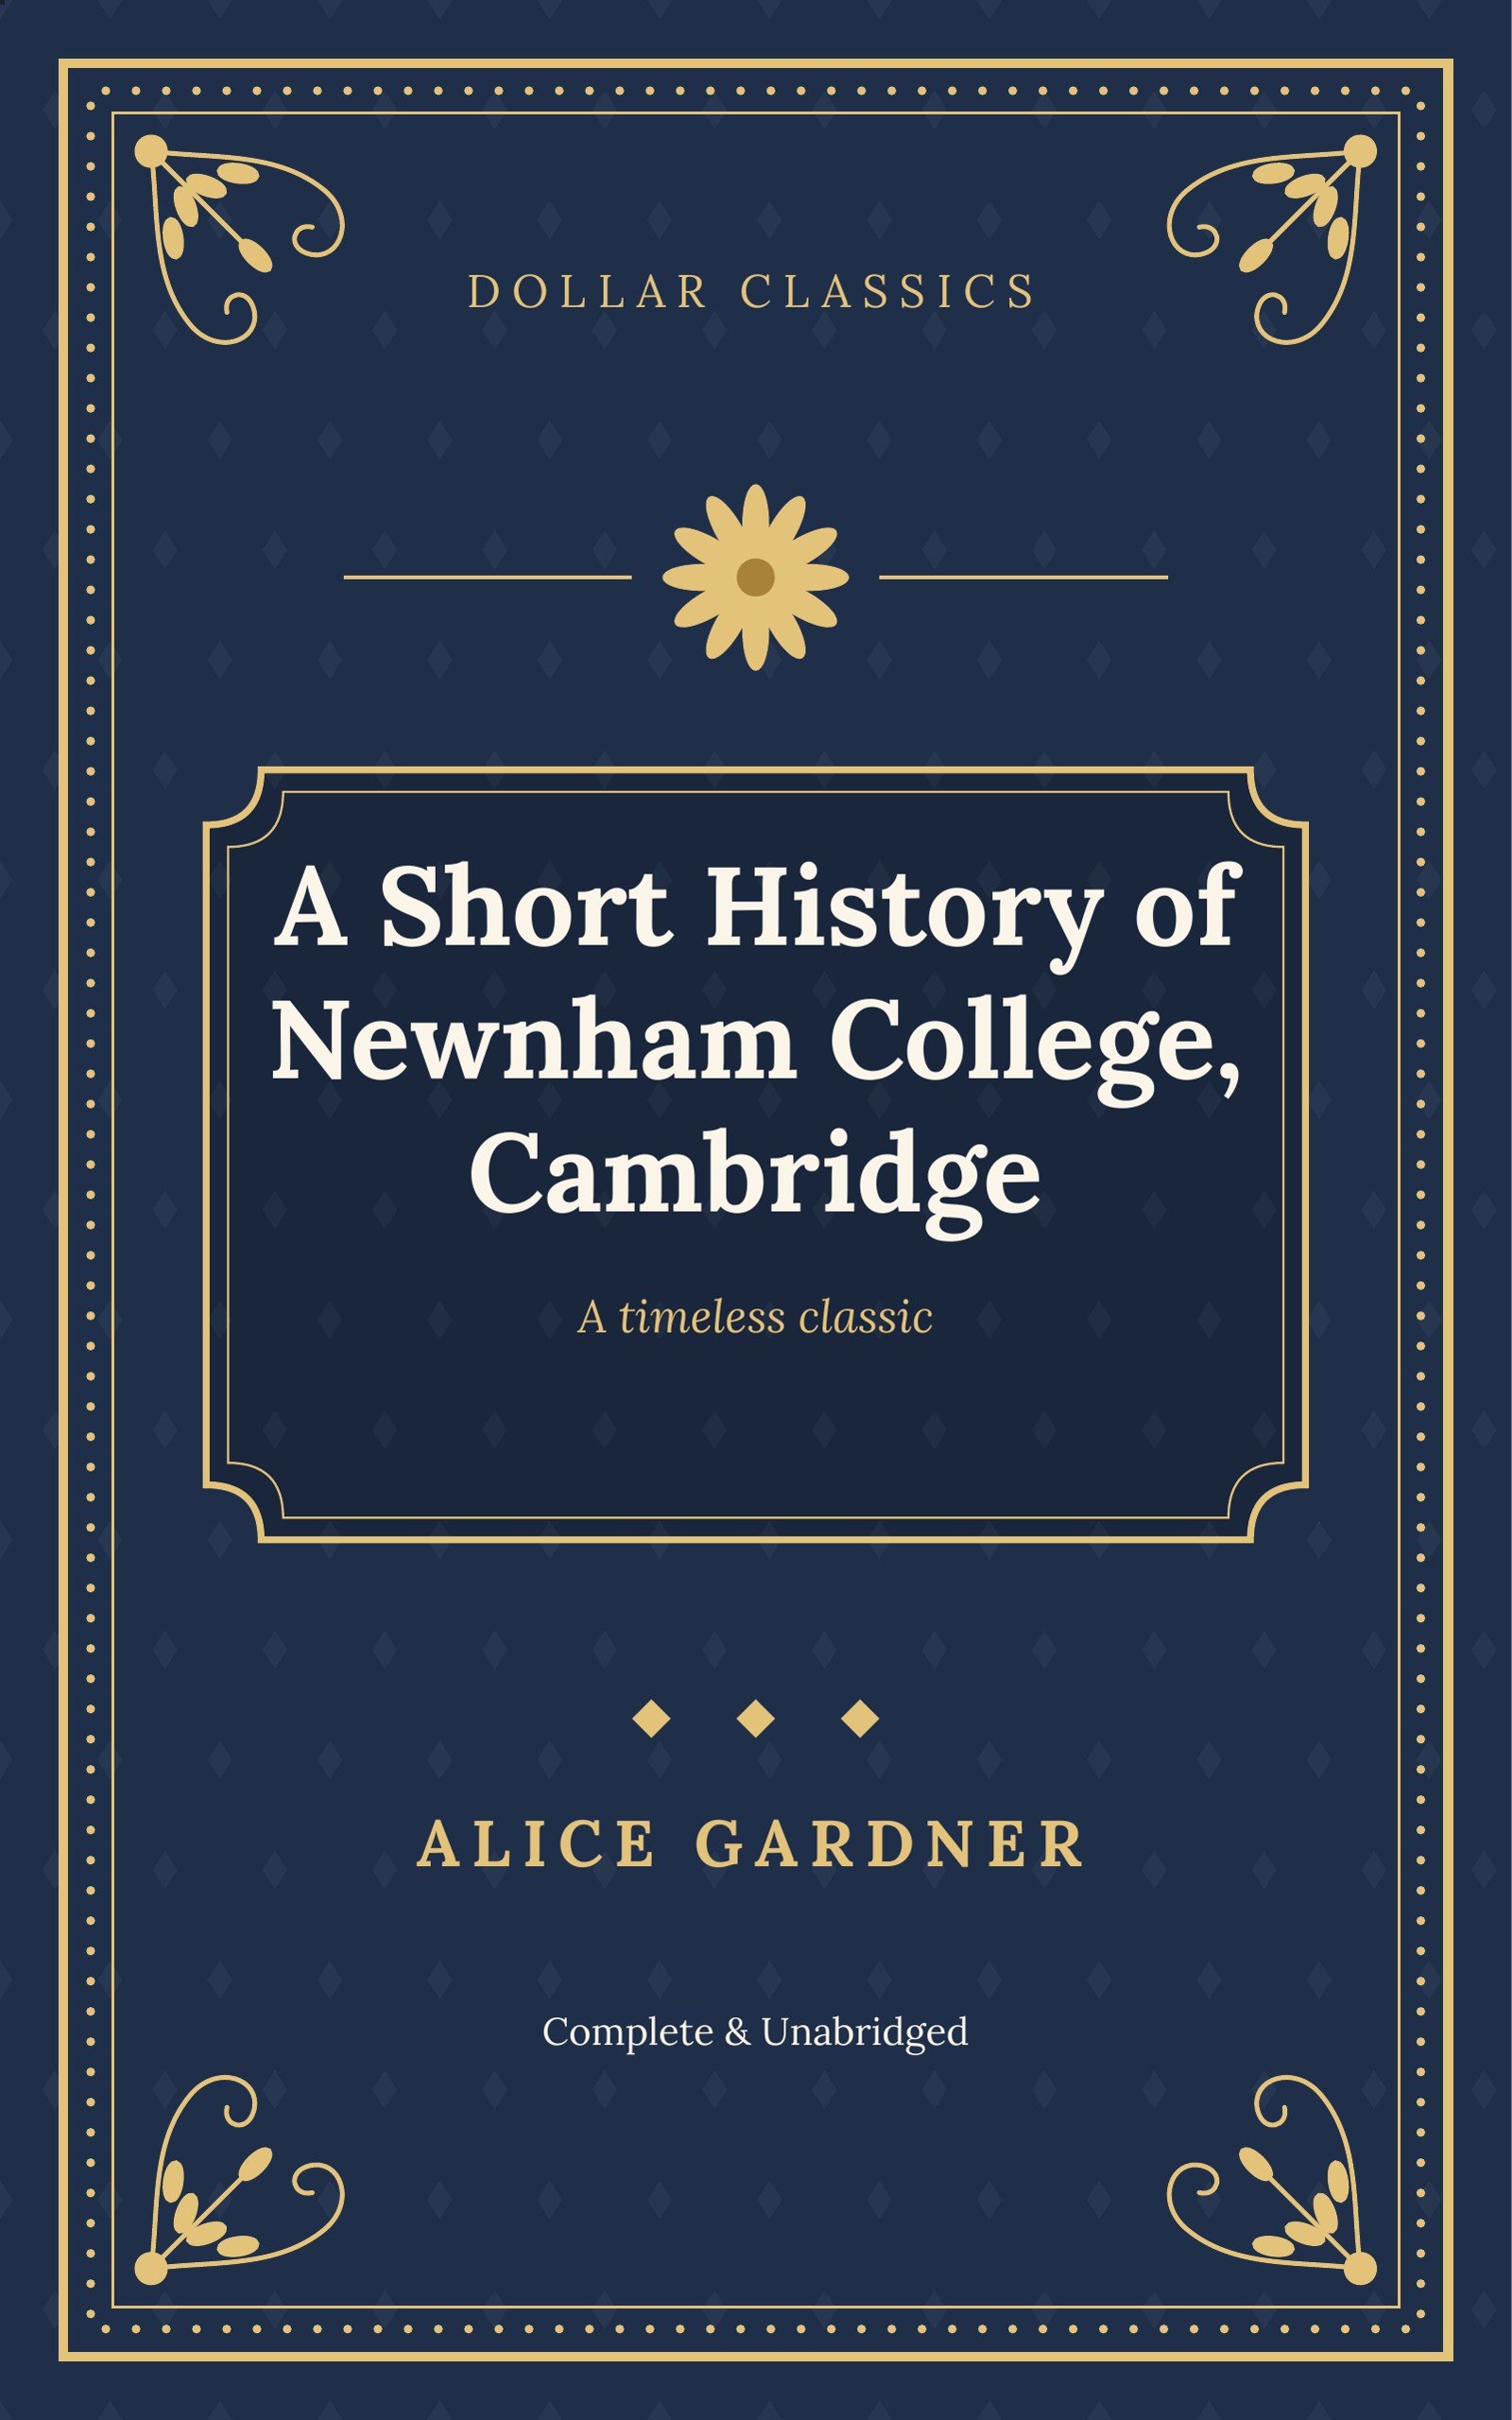 DOLLAR CLASSICS
A Short History of
Newnham College,
Cambridge
A timeless classic
ALICE GARDNER
Complete & Unabridged